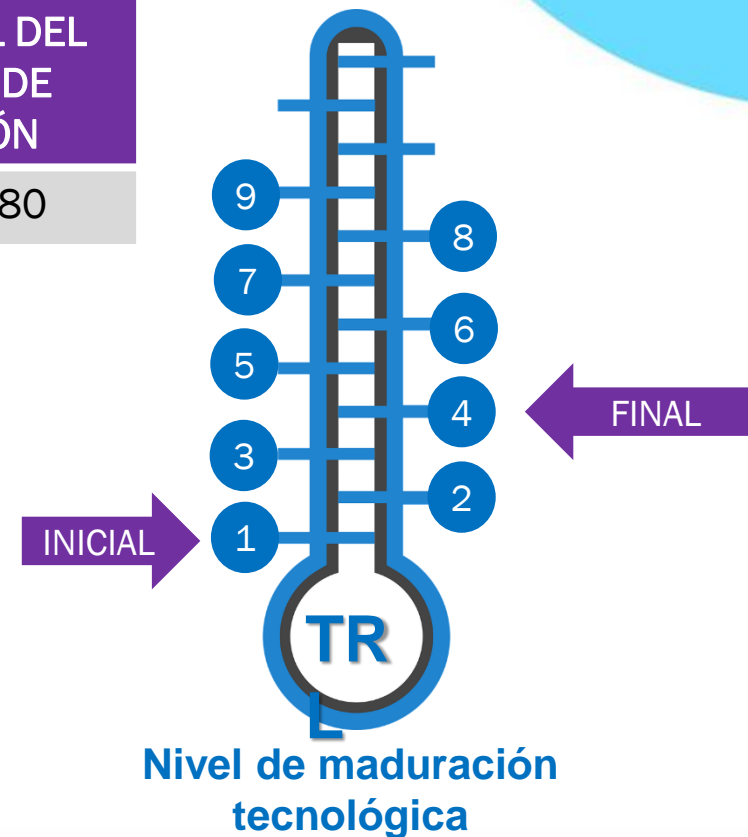 L DEL
DE
ÓN
80
9
8
7
6
5
4
FINAL
3
2
INICIAL
1
TR
L
Nivel de maduración
tecnológica